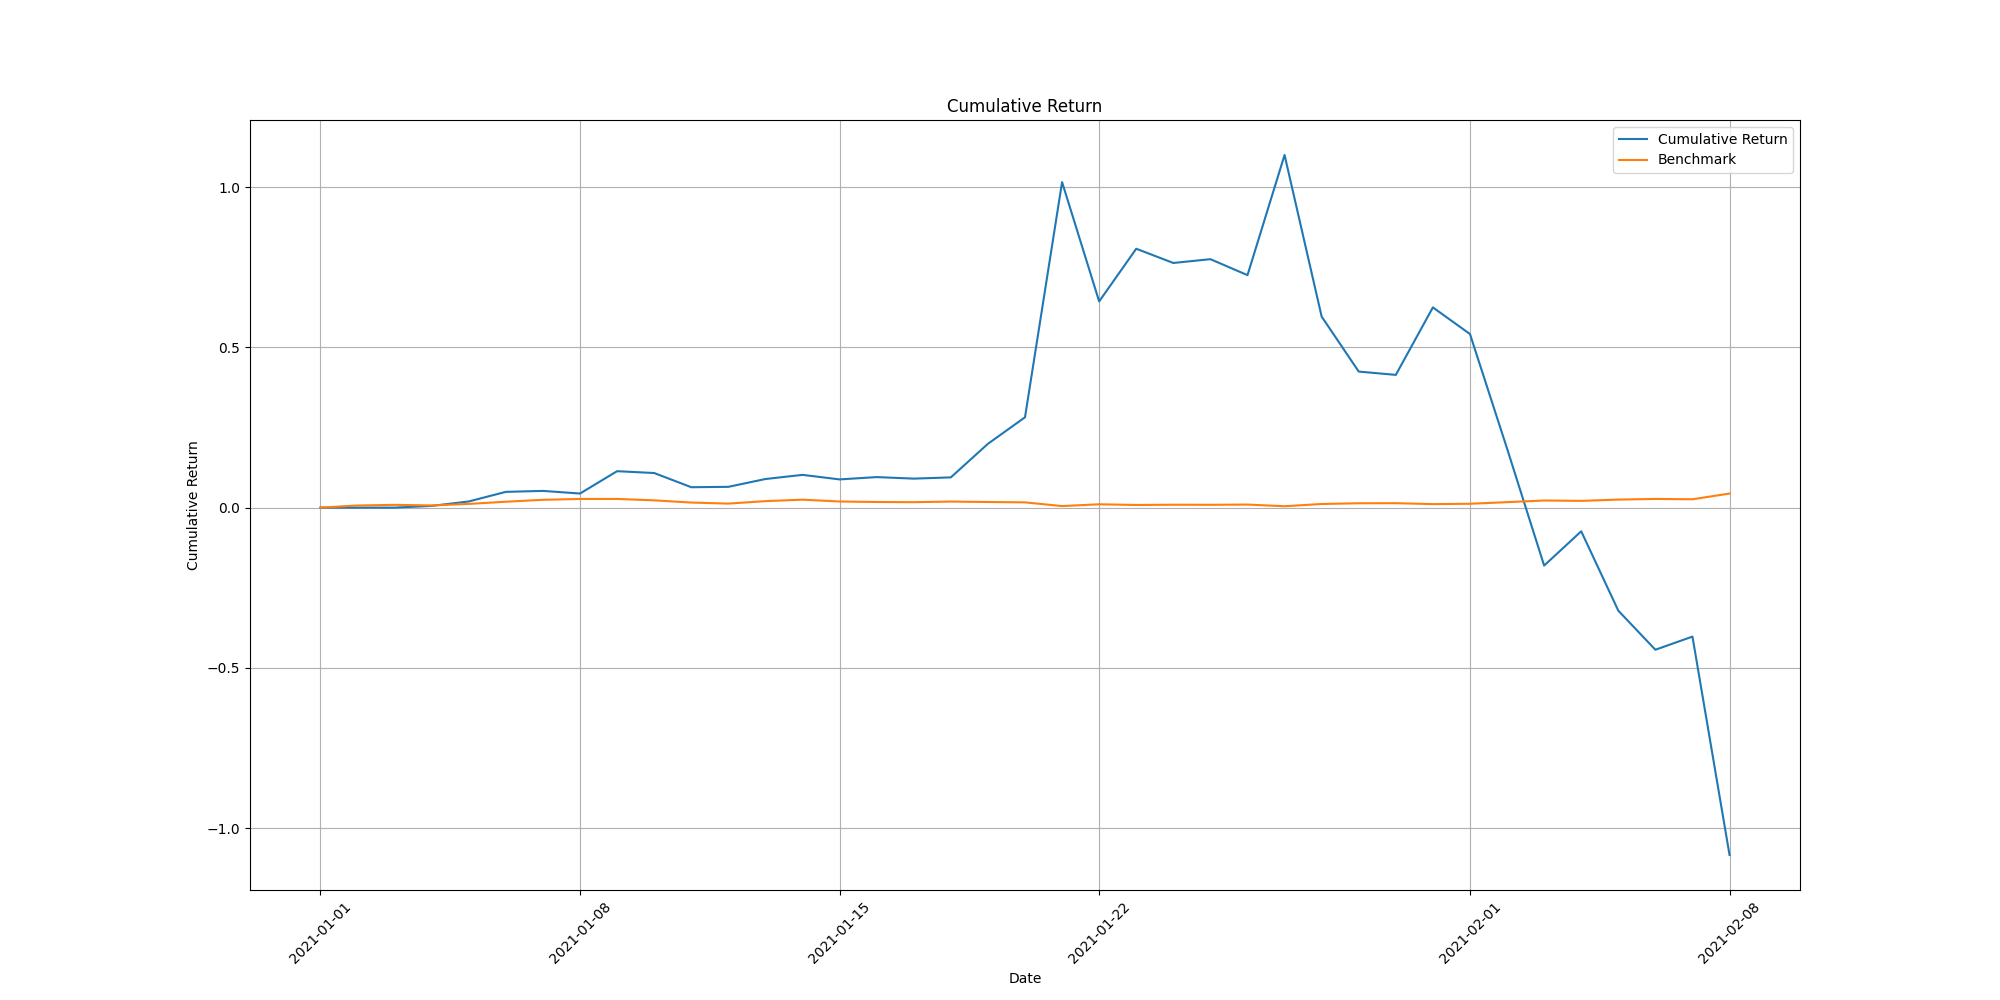 Cumulative Return
Cumulative Return
Benchmark
1.0
0.5
0.0
−0.5
−1.0
Cumulative Return
2021-01-01
2021-01-08
2021-01-15
2021-01-22
2021-02-01
2021-02-08
Date